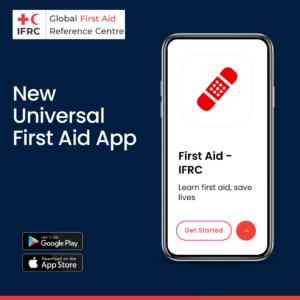 IFRC
Global First Aid
Reference Centre
New
Universal
First Aid App
First Aid -
IFRC
Learn first aid, save
lives
Get Started
GET IT ON
Google Play
Download on the
App Store